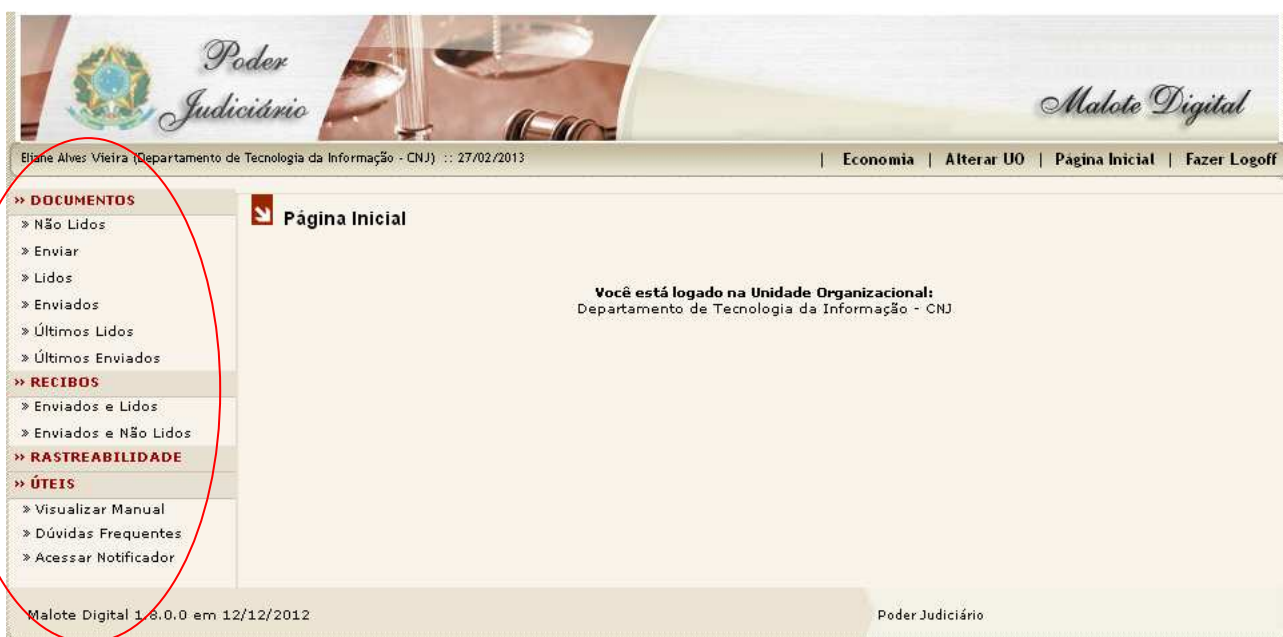 Poder
Judiciário
Malote Digital
Eliane Alves Vieira (Departamento de Tecnologia da Informação - CNJ) :: 27/02/2013
| Economia | Alterar UO | Página Inicial | Fazer Logoff
» DOCUMENTOS
» Não Lidos
» Enviar
» Lidos
» Enviados
» Últimos Lidos
» Últimos Enviados
» RECIBOS
» Enviados e Lidos
» Enviados e Não Lidos
» RASTREABILIDADE
» ÚTEIS
» Visualizar Manual
» Dúvidas Frequentes
» Acessar Notificador
Página Inicial
Você está logado na Unidade Organizacional:
Departamento de Tecnologia da Informação - CNJ
Malote Digital 1.8.0.0 em 12/12/2012
Poder Judiciário